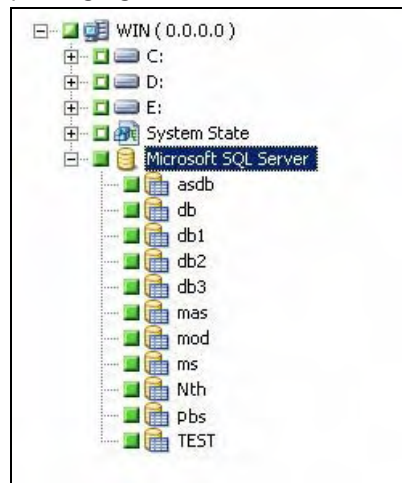 WIN ( 0.0.0.0 )
C:
D:
E:
System State
Microsoft SQL Server
asdb
db
db1
db2
db3
mas
mod
ms
Nth
pbs
TEST